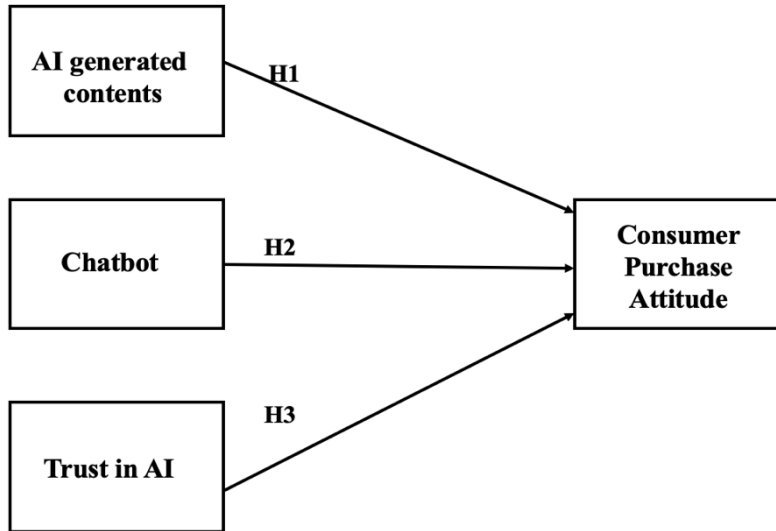 AI generated
contents
H1
Chatbot
H2
Consumer
Purchase
Attitude
H3
Trust in AI